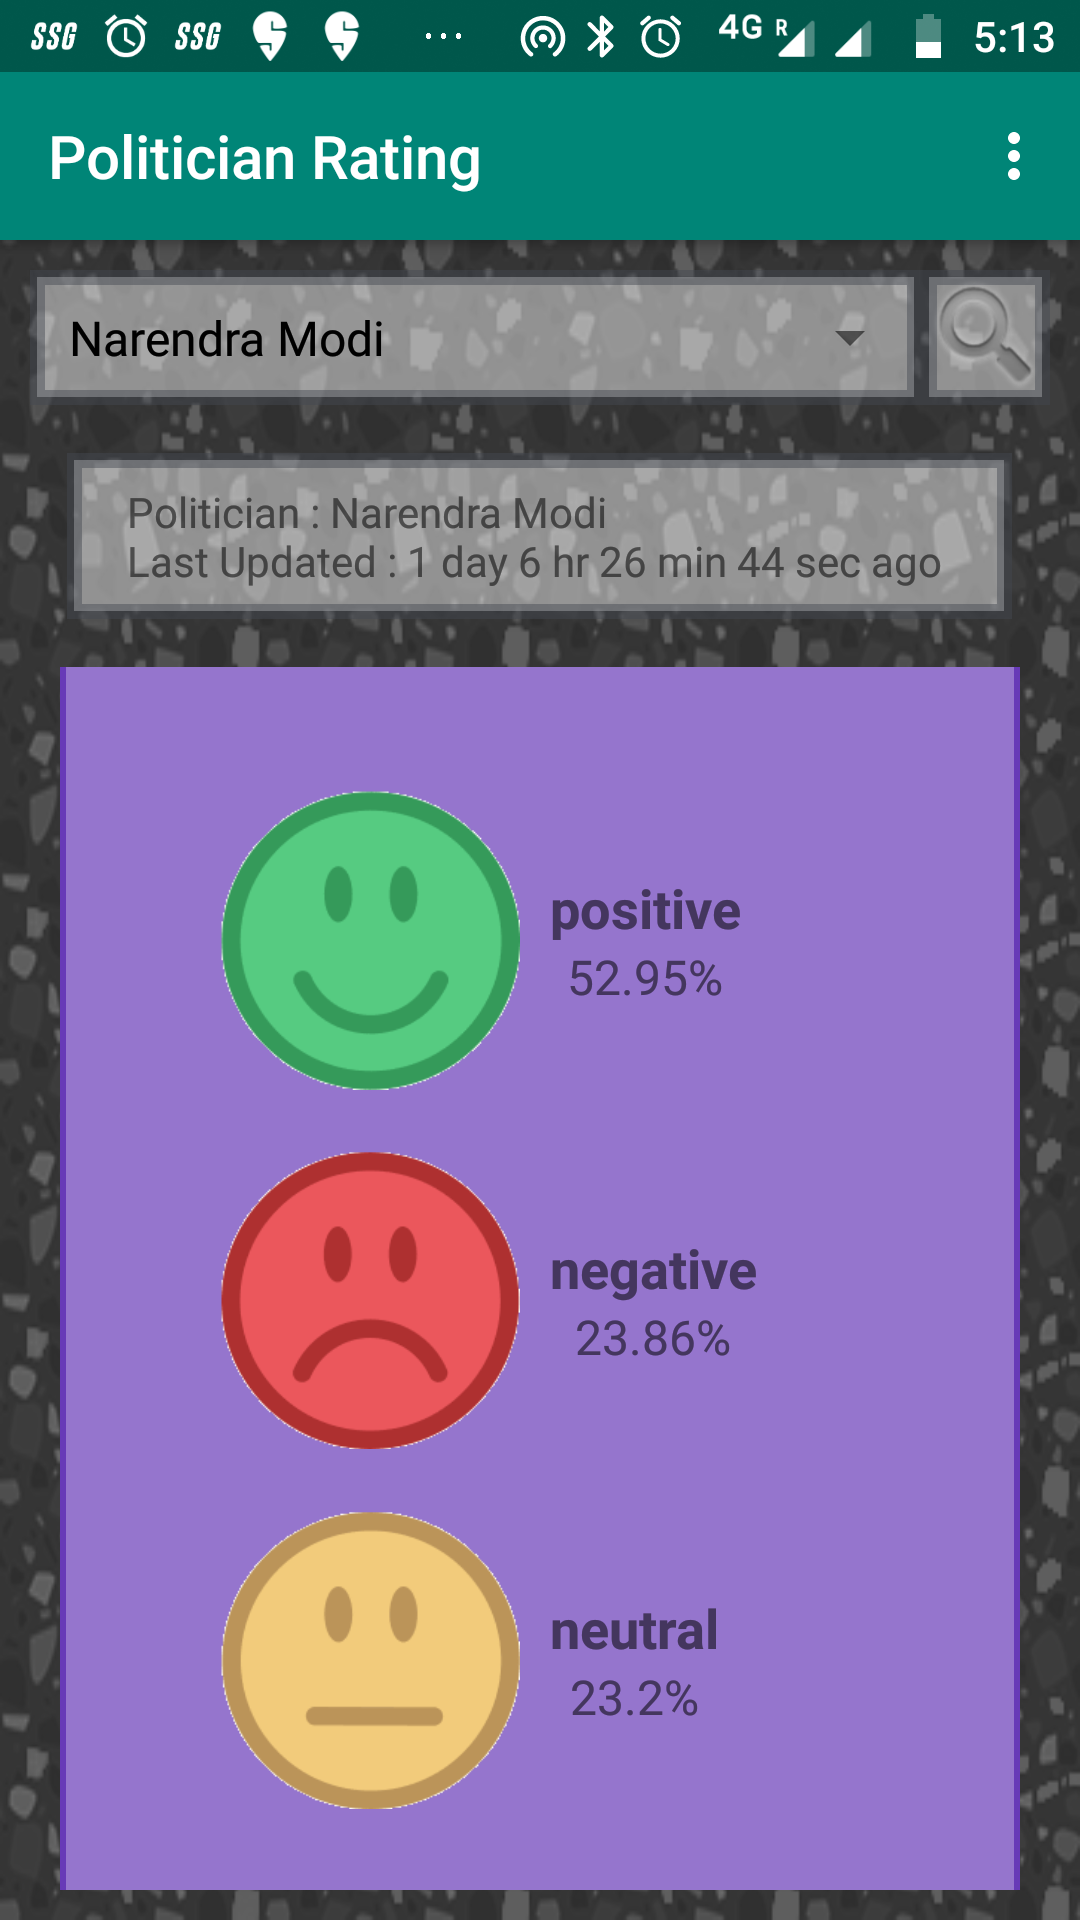 SSG SSG 4G R 5:13
Politician Rating
Narendra Modi
Politician : Narendra Modi
Last Updated : 1 day 6 hr 26 min 44 sec ago
positive
52.95%
negative
23.86%
neutral
23.2%